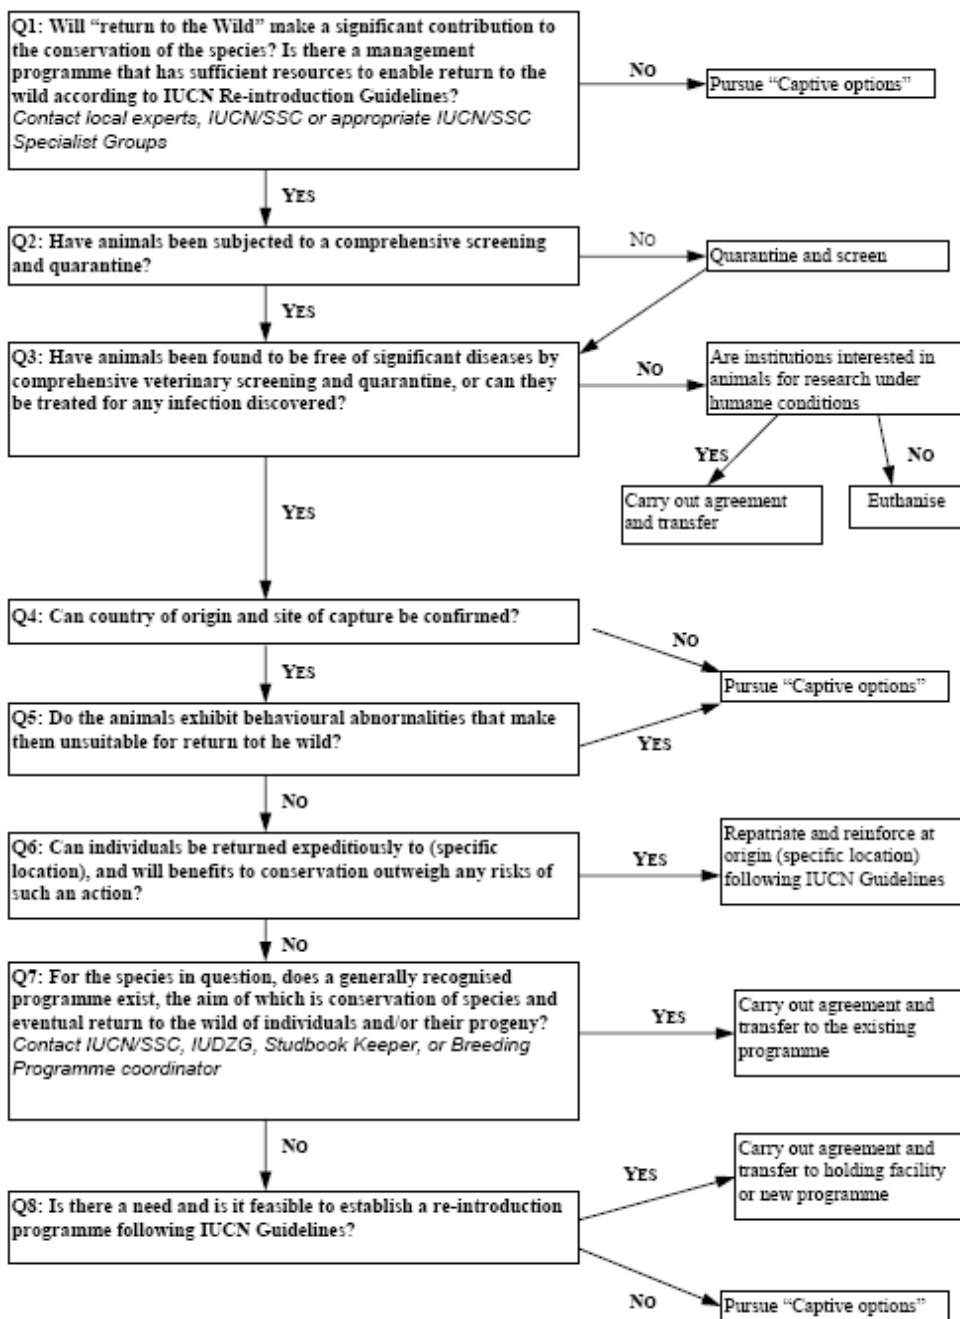 Q1: Will “return to the Wild” make a significant contribution to
the conservation of the species? Is there a management
programme that has sufficient resources to enable return to the
wild according to IUCN Re-introduction Guidelines?
Contact local experts, IUCN/SSC or appropriate IUCN/SSC
Specialist Groups
NO
Pursue “Captive options”
YES
Q2: Have animals been subjected to a comprehensive screening
and quarantine?
NO
Quarantine and screen
YES
Q3: Have animals been found to be free of significant diseases by
comprehensive veterinary screening and quarantine, or can they
be treated for any infection discovered?
NO
Are institutions interested in
animals for research under
humane conditions
YES
NO
Carry out agreement
and transfer
Euthanise
YES
Q4: Can country of origin and site of capture be confirmed?
NO
Pursue “Captive options”
YES
Q5: Do the animals exhibit behavioural abnormalities that make
them unsuitable for return tot he wild?
YES
NO
Q6: Can individuals be returned expeditiously to (specific
location), and will benefits to conservation outweigh any risks of
such an action?
YES
Repatriate and reinforce at
origin (specific location)
following IUCN Guidelines
NO
Q7: For the species in question, does a generally recognised
programme exist, the aim of which is conservation of species and
eventual return to the wild of individuals and/or their progeny?
Contact IUCN/SSC, IUDZG, Studbook Keeper, or Breeding
Programme coordinator
YES
Carry out agreement and
transfer to the existing
programme
NO
Q8: Is there a need and is it feasible to establish a re-introduction
programme following IUCN Guidelines?
YES
Carry out agreement and
transfer to holding facility
or new programme
NO
Pursue “Captive options”